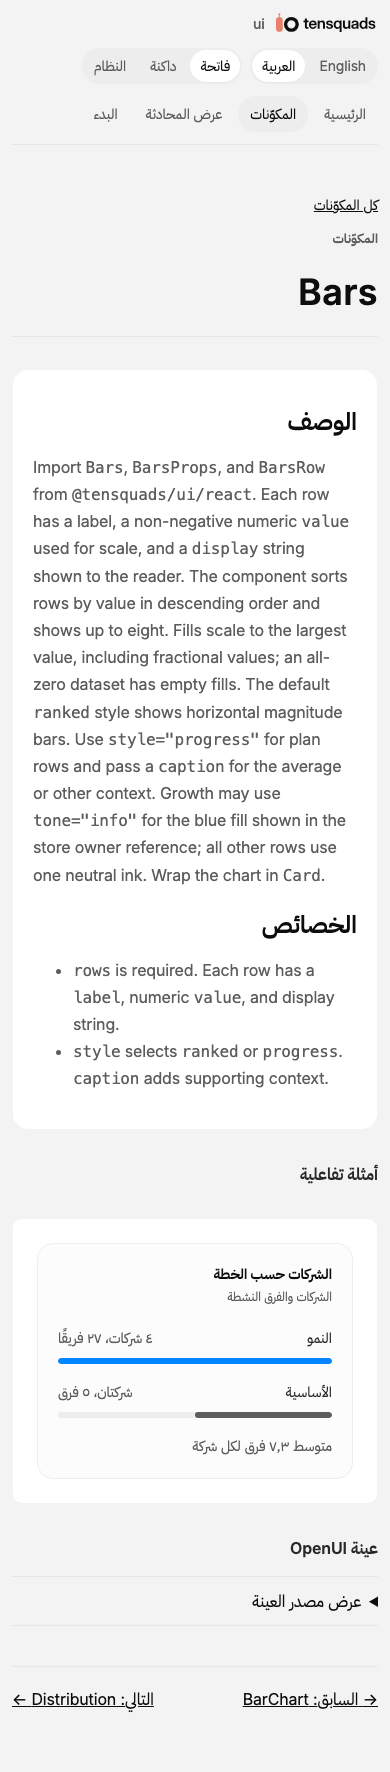 tensquads ui
English العربية فاتحة داكنة النظام
الرئيسية المكوّنات عرض المحادثة البدء
كل المكوّنات
المكوّنات
Bars
الوصف
Import Bars, BarsProps, and BarsRow
from @tensquads/ui/react. Each row
has a label, a non-negative numeric value
used for scale, and a display string
shown to the reader. The component sorts
rows by value in descending order and
shows up to eight. Fills scale to the largest
value, including fractional values; an all-
zero dataset has empty fills. The default
ranked style shows horizontal magnitude
bars. Use style="progress" for plan
rows and pass a caption for the average
or other context. Growth may use
tone="info" for the blue fill shown in the
store owner reference; all other rows use
one neutral ink. Wrap the chart in Card.
الخصائص
• rows is required. Each row has a
label, numeric value, and display
string.
• style selects ranked or progress.
caption adds supporting context.
أمثلة تفاعلية
الشركات حسب الخطة
الشركات والفرق النشطة
النمو ٤ شركات، ٢٧ فريقًا
الأساسية شركتان، ٥ فرق
متوسط ٧,٣ فرق لكل شركة
عينة OpenUI
◀ عرض مصدر العينة
→ السابق: BarChart
التالي: Distribution ←